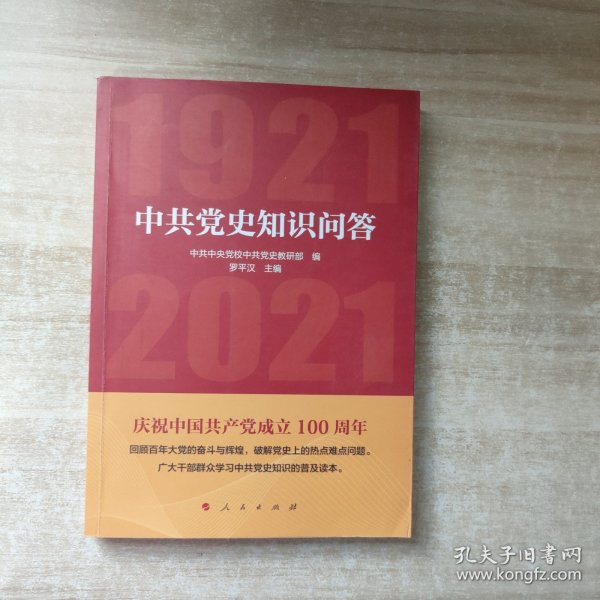 1921
中共党史知识问答
中共中央党校中共党史教研部 编
罗平汉 主编
2021
庆祝中国共产党成立100周年
回顾百年大党的奋斗与辉煌，破解党史上的热点难点问题。
广大干部群众学习中共党史知识的普及读本。
人民出版社
孔夫子旧书网
www.kongfz.com